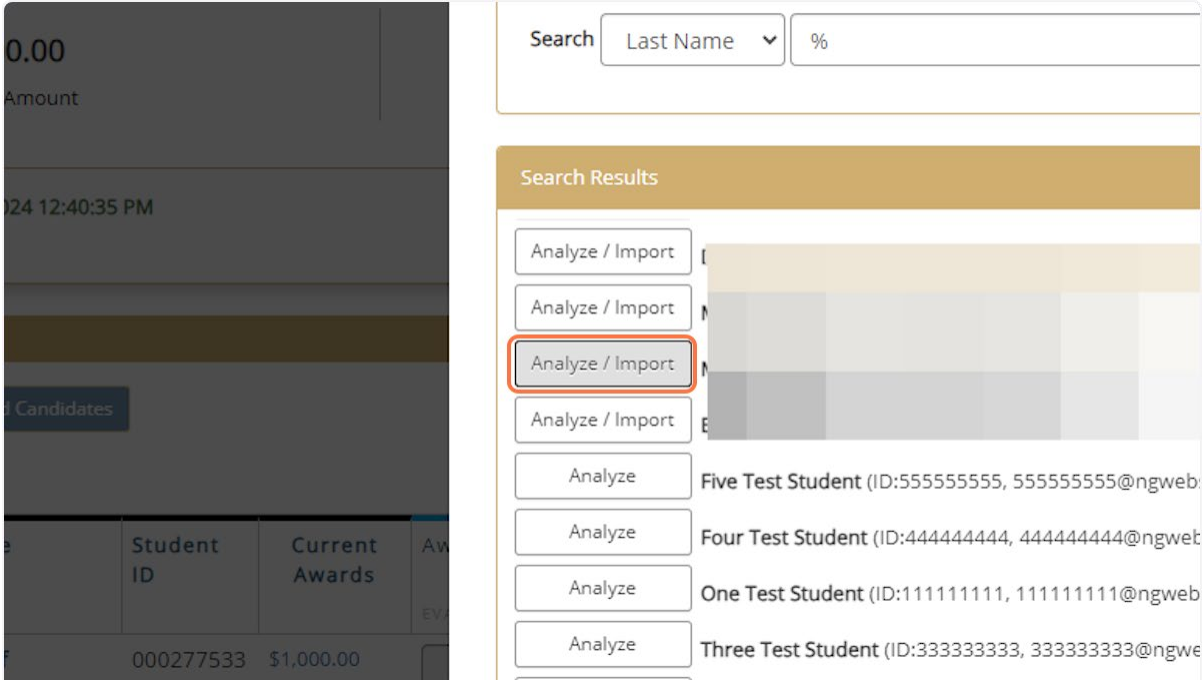 0.00
Amount
024 12:40:35 PM
d Candidates
Student ID
Current Awards
Aw
EVA
000277533 $1,000.00
Search Last Name %
Search Results
Analyze / Import
Analyze / Import
Analyze / Import
Analyze / Import
Analyze Five Test Student (ID:555555555, 555555555@ngwebs
Analyze Four Test Student (ID:444444444, 444444444@ngweb
Analyze One Test Student (ID:111111111, 111111111@ngweb
Analyze Three Test Student (ID:333333333, 333333333@ngwe